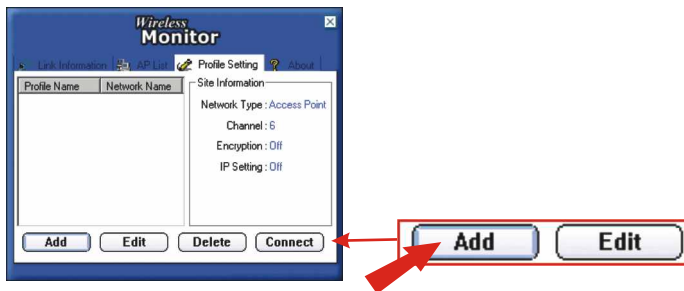 Wireless
Monitor
Link Information AP List Profile Setting About
Profile Name Network Name
Site Information
Network Type : Access Point
Channel : 6
Encryption : Off
IP Setting : Off
Add Edit Delete Connect
Add Edit